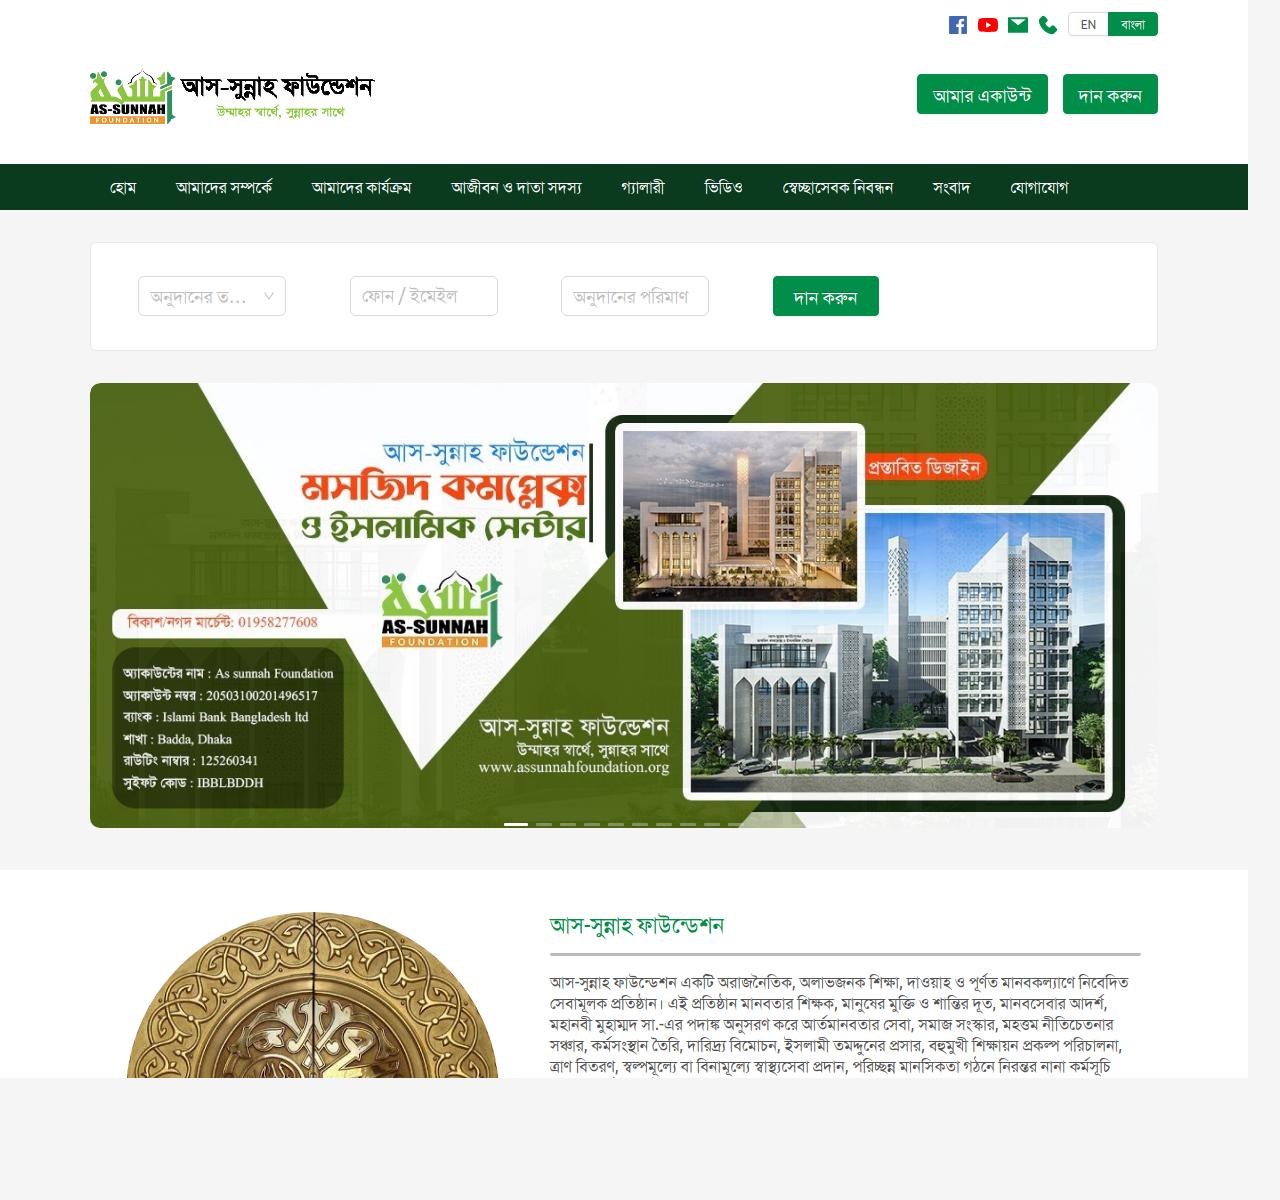 EN বাংলা
AS-SUNNAH
FOUNDATION
আস-সুন্নাহ ফাউন্ডেশন
উম্মাহর স্বার্থে, সুন্নাহর সাথে
আমার একাউন্ট
দান করুন
হোম আমাদের সম্পর্কে আমাদের কার্যক্রম আজীবন ও দাতা সদস্য গ্যালারী ভিডিও স্বেচ্ছাসেবক নিবন্ধন সংবাদ যোগাযোগ
অনুদানের ত...
ফোন / ইমেইল
অনুদানের পরিমাণ
দান করুন
আস-সুন্নাহ ফাউন্ডেশন
মসজিদ কমপ্লেক্স
ও ইসলামিক সেন্টার
প্রস্তাবিত ডিজাইন
AS-SUNNAH
FOUNDATION
বিকাশ/নগদ মার্চেন্ট: 01958277608
অ্যাকাউন্টের নাম : As sunnah Foundation
অ্যাকাউন্ট নম্বর : 20503100201496517
ব্যাংক : Islami Bank Bangladesh ltd
শাখা : Badda, Dhaka
রাউটিং নাম্বার : 125260341
সুইফট কোড : IBBLBDDH
আস-সুন্নাহ ফাউন্ডেশন
উম্মাহর স্বার্থে, সুন্নাহর সাথে
www.assunnahfoundation.org
আস-সুন্নাহ ফাউন্ডেশন
আস-সুন্নাহ ফাউন্ডেশন একটি অরাজনৈতিক, অলাভজনক শিক্ষা, দাওয়াহ ও পূর্ণত মানবকল্যাণে নিবেদিত
সেবামূলক প্রতিষ্ঠান। এই প্রতিষ্ঠান মানবতার শিক্ষক, মানুষের মুক্তি ও শান্তির দূত, মানবসেবার আদর্শ,
মহানবী মুহাম্মদ সা.-এর পদাঙ্ক অনুসরণ করে আর্তমানবতার সেবা, সমাজ সংস্কার, মহত্তম নীতিচেতনার
সঞ্চার, কর্মসংস্থান তৈরি, দারিদ্র্য বিমোচন, ইসলামী তমদ্দুনের প্রসার, বহুমুখী শিক্ষায়ন প্রকল্প পরিচালনা,
ত্রাণ বিতরণ, স্বল্পমূল্যে বা বিনামূল্যে স্বাস্থ্যসেবা প্রদান, পরিচ্ছন্ন মানসিকতা গঠনে নিরন্তর নানা কর্মসূচি